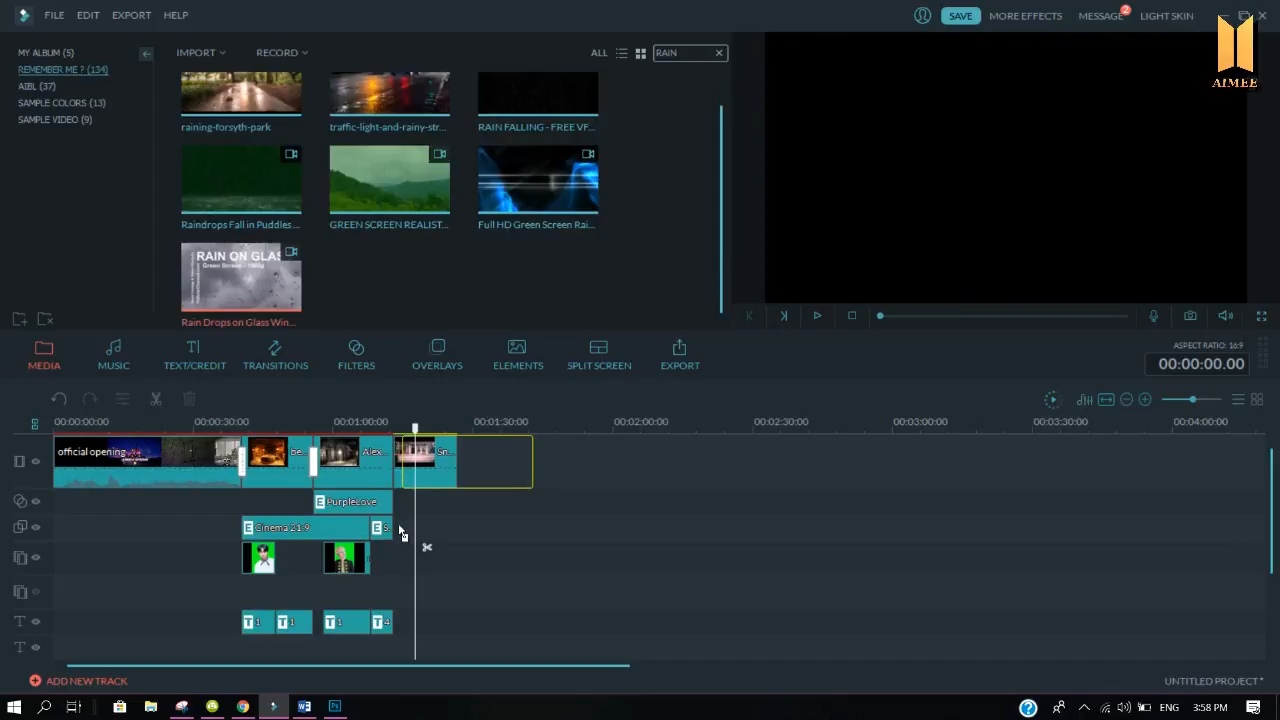 FILE EDIT EXPORT HELP
SAVE MORE EFFECTS MESSAGE 2 LIGHT SKIN
AIMEE
MY ALBUM (5)
REMEMBER ME ? (134)
AIBL (37)
SAMPLE COLORS (13)
SAMPLE VIDEO (9)
IMPORT RECORD ALL RAIN
raining-forsyth-park traffic-light-and-rainy-str... RAIN FALLING - FREE VF...
Raindrops Fall in Puddles ... GREEN SCREEN REALIST... Full HD Green Screen Rai...
RAIN ON GLAS
Green Screen - 1080p
Rain Drops on Glass Win...
MEDIA MUSIC TEXT/CREDIT TRANSITIONS FILTERS OVERLAYS ELEMENTS SPLIT SCREEN EXPORT
ASPECT RATIO: 16:9
00:00:00.00
00:00:00:00 00:00:30:00 00:01:00:00 00:01:30:00 00:02:00:00 00:02:30:00 00:03:00:00 00:03:30:00 00:04:00:00
official opening be... Alex... Sn...
E PurpleLove
E Cinema 21:9 E S
T 1 T 1 T 1 T 4
ADD NEW TRACK
UNTITLED PROJECT *
ENG 3:58 PM